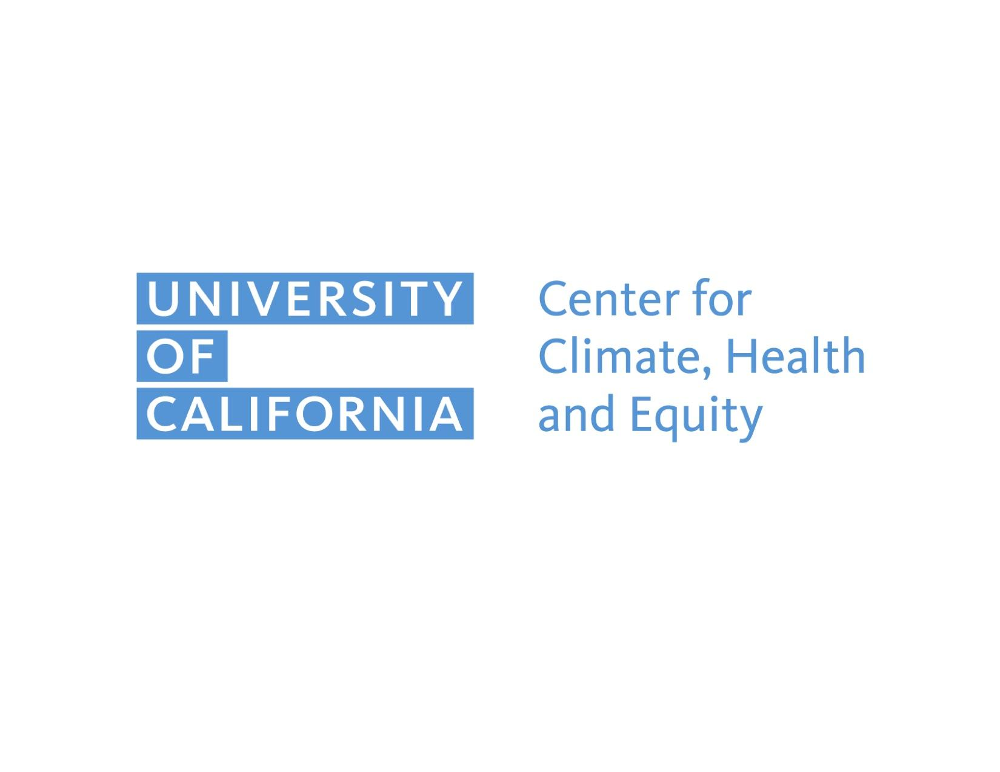 UNIVERSITY
OF
CALIFORNIA
Center for
Climate, Health
and Equity